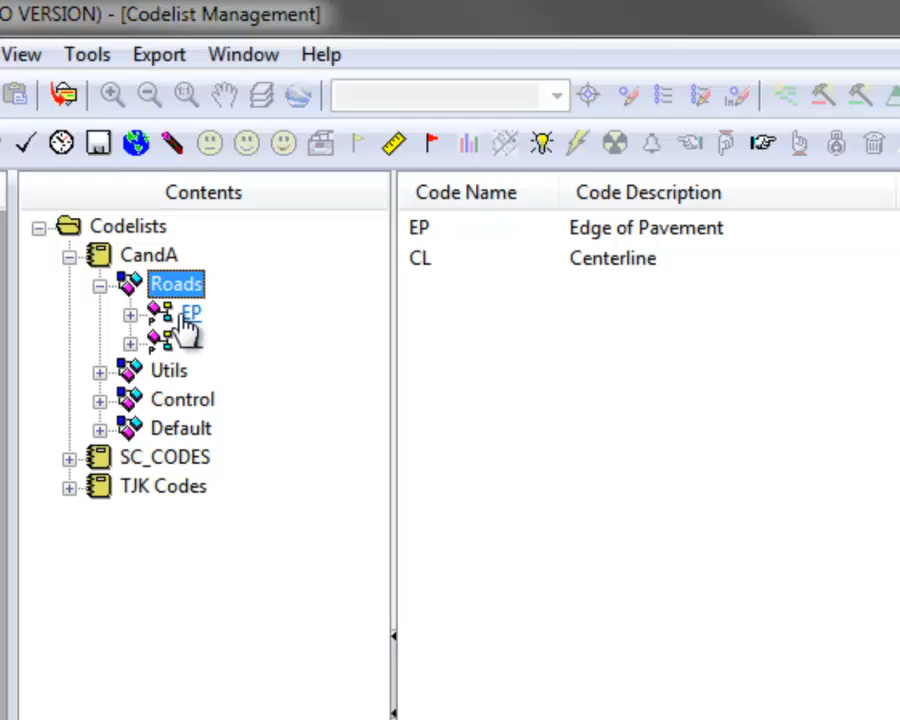 O VERSION) - [Codelist Management]
View Tools Export Window Help
Contents
Code Name Code Description
Codelists
EP Edge of Pavement
CandA
CL Centerline
Roads
EP
Utils
Control
Default
SC_CODES
TJK Codes